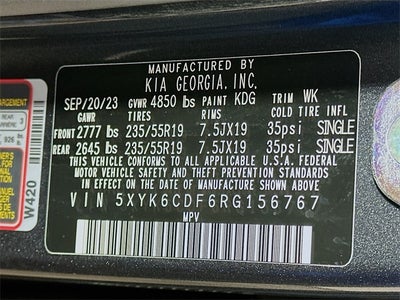 MANUFACTURED BY
KIA GEORGIA, INC.
SEP/20/23 GVWR 4850 lbs PAINT KDG TRIM WK
GAWR TIRES RIMS COLD TIRE INFL
FRONT 2777 lbs 235/55R19 7.5JX19 35psi SINGLE
REAR 2645 lbs 235/55R19 7.5JX19 35psi SINGLE
THIS VEHICLE CONFORMS TO ALL APPLICABLE U.S.A. FEDERAL
MOTOR VEHICLE SAFETY AND THEFT PREVENTION STANDARDS
IN EFFECT ON THE DATE OF MANUFACTURE SHOWN ABOVE
VIN 5XYK6CDF6RG156767
MPV
W420